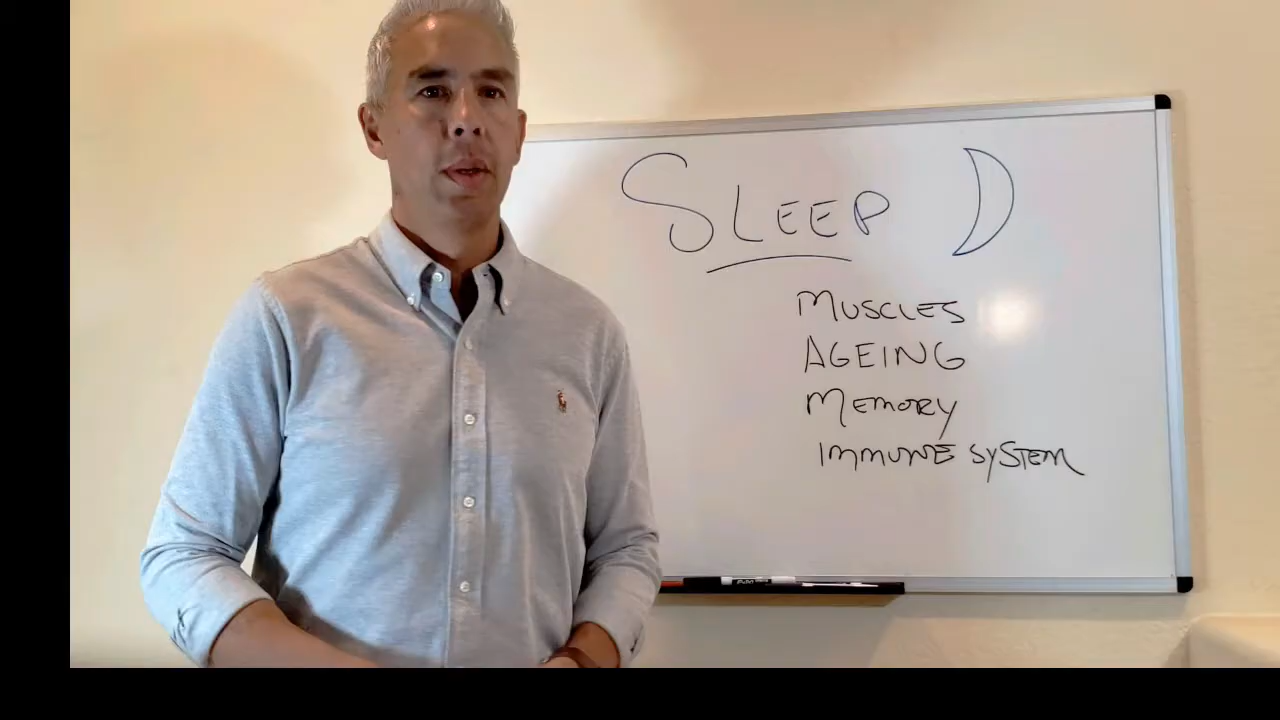 SLEEP
MUSCLES
AGEING
MEMORY
IMMUNE SYSTEM